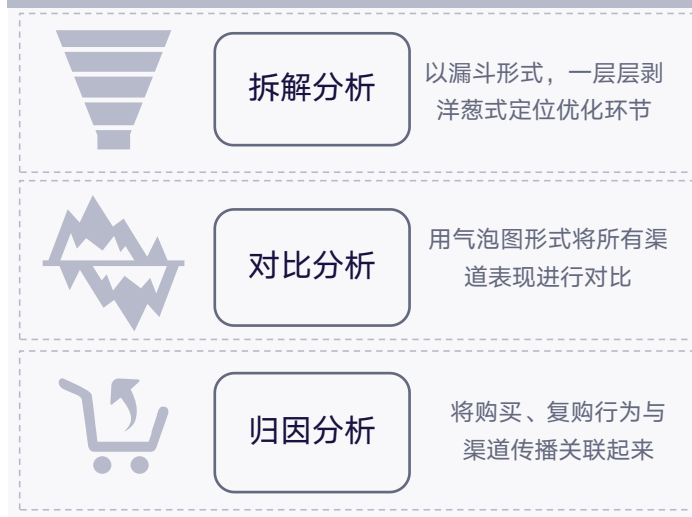 拆解分析
以漏斗形式，一层层剥
洋葱式定位优化环节
对比分析
用气泡图形式将所有渠
道表现进行对比
归因分析
将购买、复购行为与
渠道传播关联起来